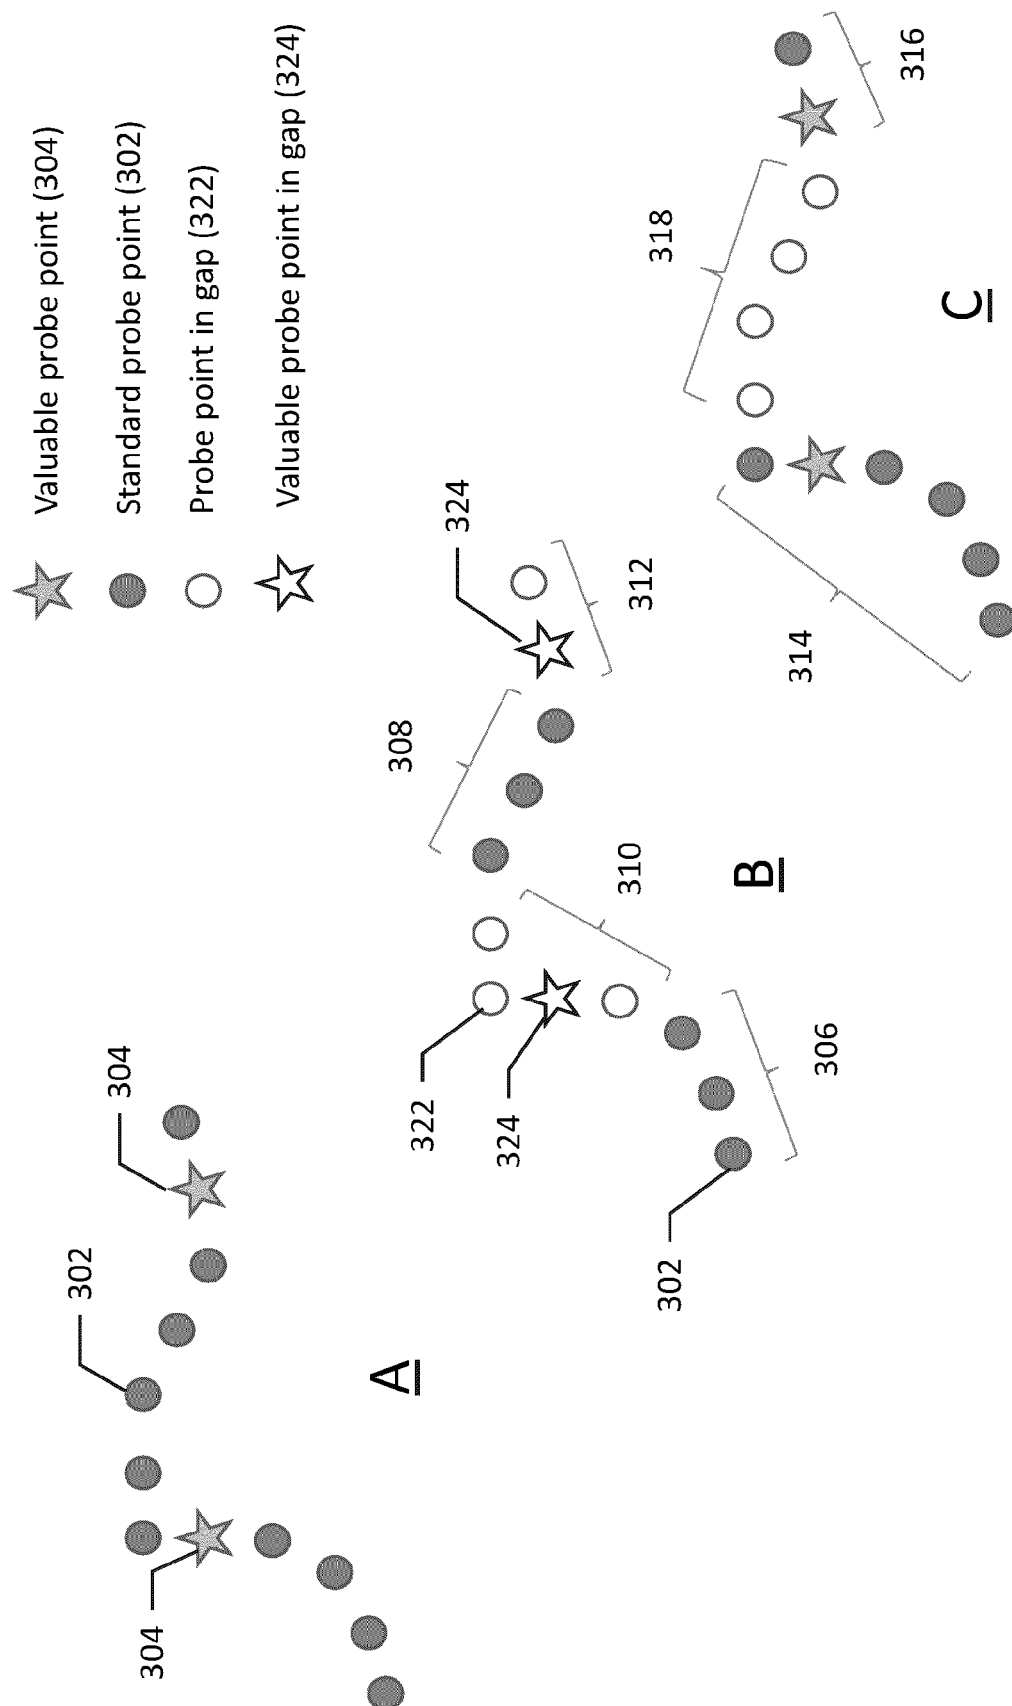 Valuable probe point (304)
Standard probe point (302)
Probe point in gap (322)
Valuable probe point in gap (324)
304
302
304
A
322
324
302
308
324
310
312
306
B
318
316
314
C